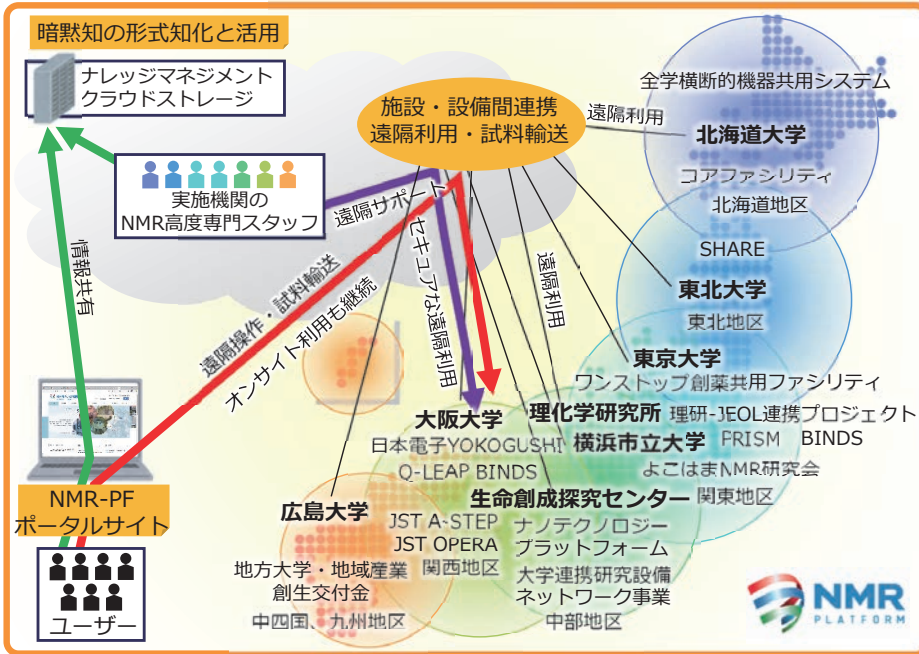 暗黙知の形式知化と活用
ナレッジマネジメント
クラウドストレージ
実施機関の
NMR高度専門スタッフ
情報共有
施設・設備間連携
遠隔利用・試料輸送
遠隔サポート
セキュアな遠隔利用
遠隔操作・試料輸送
オンサイト利用も継続
遠隔利用
遠隔利用
全学横断的機器共用システム
北海道大学
コアファシリティ
北海道地区
SHARE
東北大学
東北地区
東京大学
ワンストップ創薬共用ファシリティ
理化学研究所 理研-JEOL連携プロジェクト
横浜市立大学 PRISM BINDS
よこはまNMR研究会
関東地区
大阪大学
日本電子YOKOGUSHI
Q-LEAP BINDS
JST A-STEP
JST OPERA
関西地区
生命創成探究センター
ナノテクノロジー
プラットフォーム
大学連携研究設備
ネットワーク事業
中部地区
広島大学
地方大学・地域産業
創生交付金
中四国、九州地区
NMR-PF
ポータルサイト
ユーザー
NMR
PLATFORM